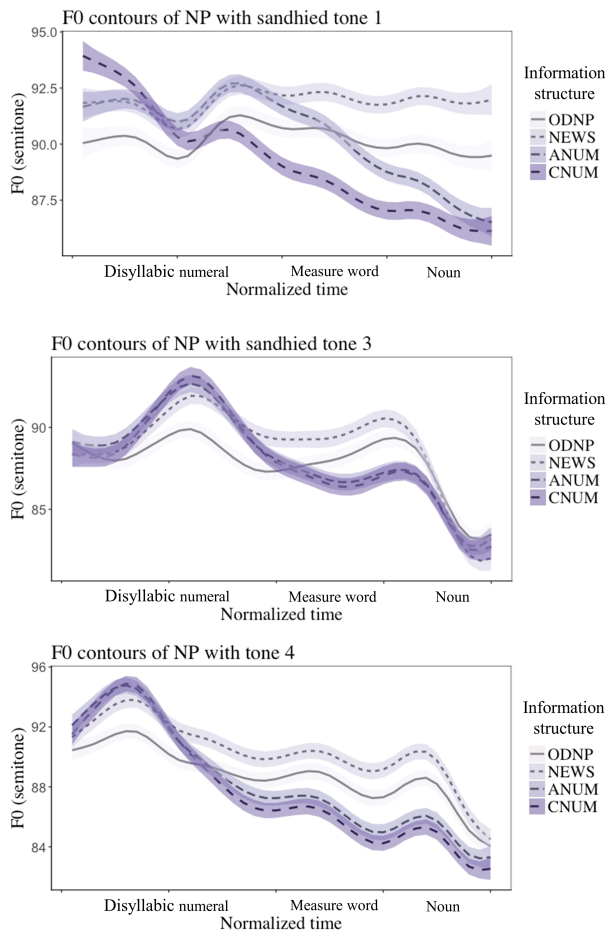 F0 contours of NP with sandhied tone 1
95.0
92.5
90.0
87.5
F0 (semitone)
Disyllabic numeral Measure word Noun
Normalized time
Information
structure
ODNP
NEWS
ANUM
CNUM
F0 contours of NP with sandhied tone 3
90
85
F0 (semitone)
Disyllabic numeral Measure word Noun
Normalized time
Information
structure
ODNP
NEWS
ANUM
CNUM
F0 contours of NP with tone 4
96
92
88
84
F0 (semitone)
Disyllabic numeral Measure word Noun
Normalized time
Information
structure
ODNP
NEWS
ANUM
CNUM